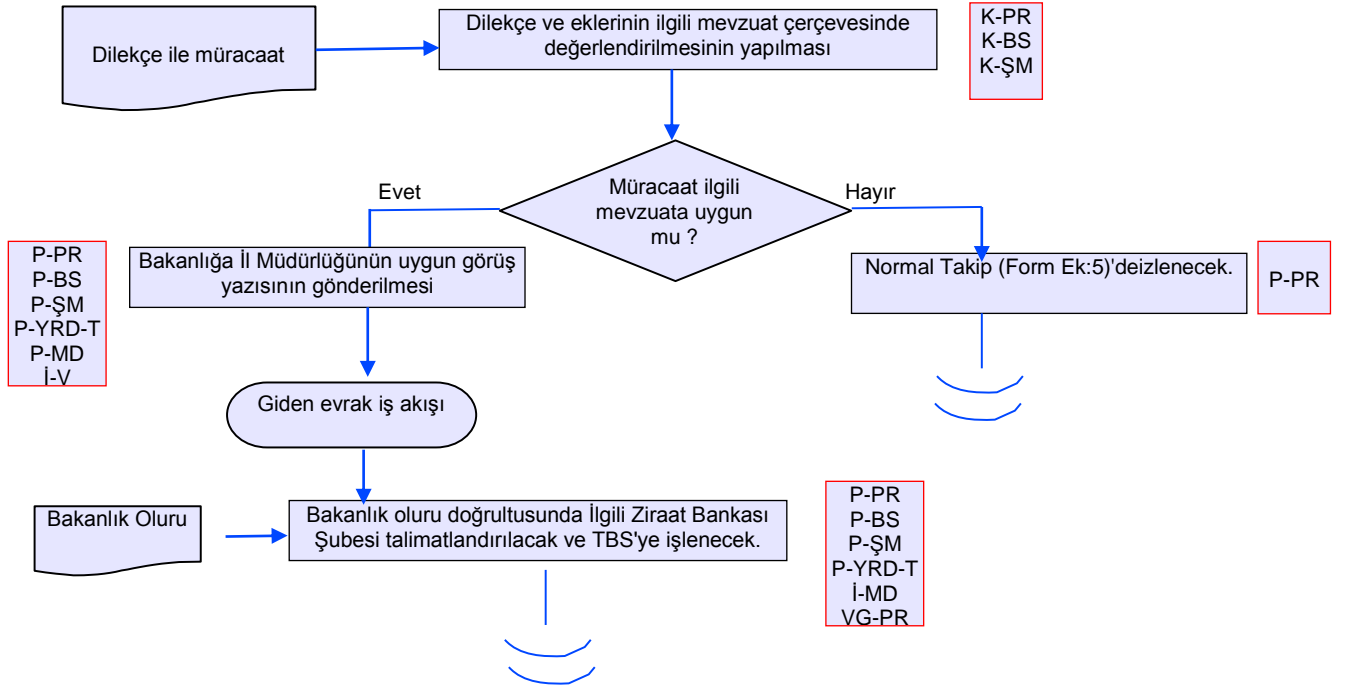 Dilekçe ile müracaat
Dilekçe ve eklerinin ilgili mevzuat çerçevesinde
değerlendirilmesinin yapılması
K-PR
K-BS
K-ŞM
Müracaat ilgili
mevzuata uygun
mu ?
Evet
Hayır
P-PR
P-BS
P-ŞM
P-YRD-T
P-MD
İ-V
Bakanlığa İl Müdürlüğünün uygun görüş
yazısının gönderilmesi
Normal Takip (Form Ek:5)'deizlenecek.
P-PR
Giden evrak iş akışı
Bakanlık Oluru
Bakanlık oluru doğrultusunda İlgili Ziraat Bankası
Şubesi talimatlandırılacak ve TBS'ye işlenecek.
P-PR
P-BS
P-ŞM
P-YRD-T
İ-MD
VG-PR